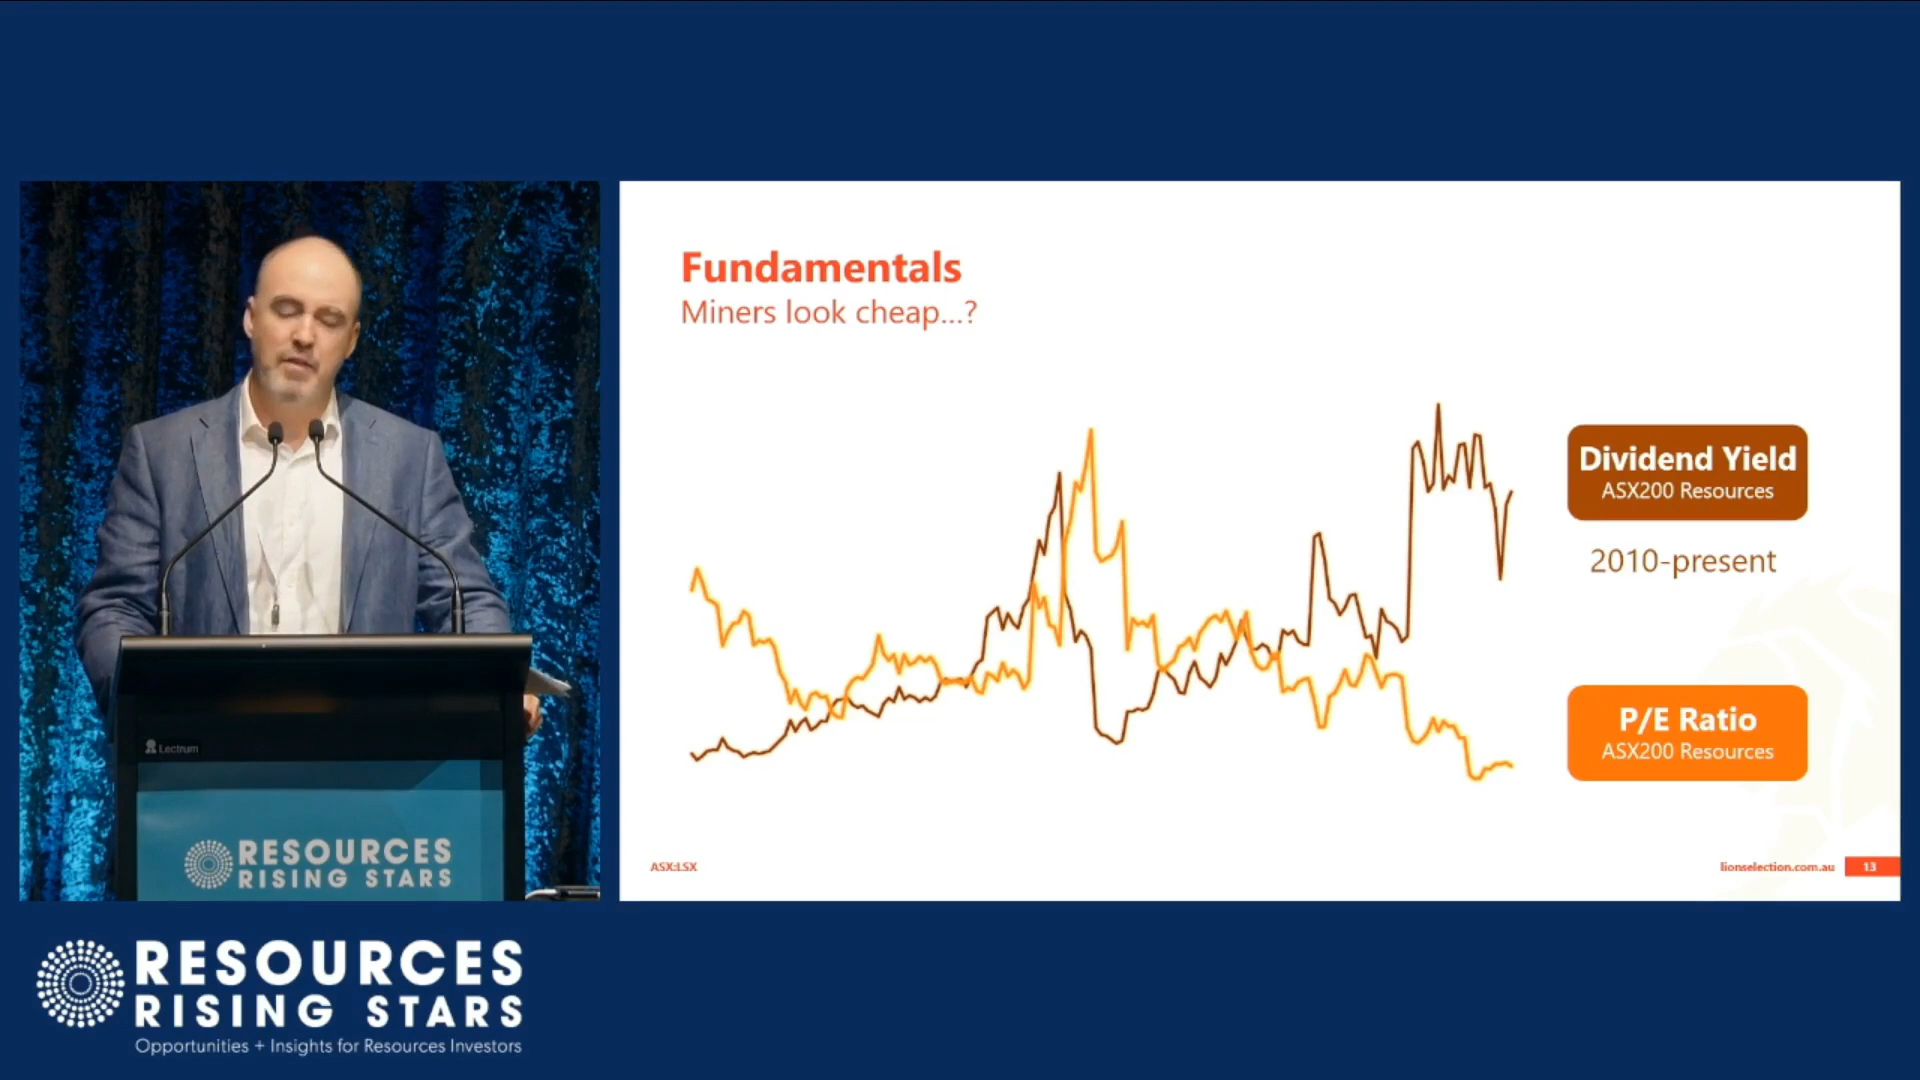 Fundamentals
Miners look cheap...?
Dividend Yield
ASX200 Resources
2010-present
P/E Ratio
ASX200 Resources
ASX:LSX
lionselection.com.au
13
Lectrum
RESOURCES
RISING STARS
RESOURCES
RISING STARS
Opportunities + Insights for Resources Investors